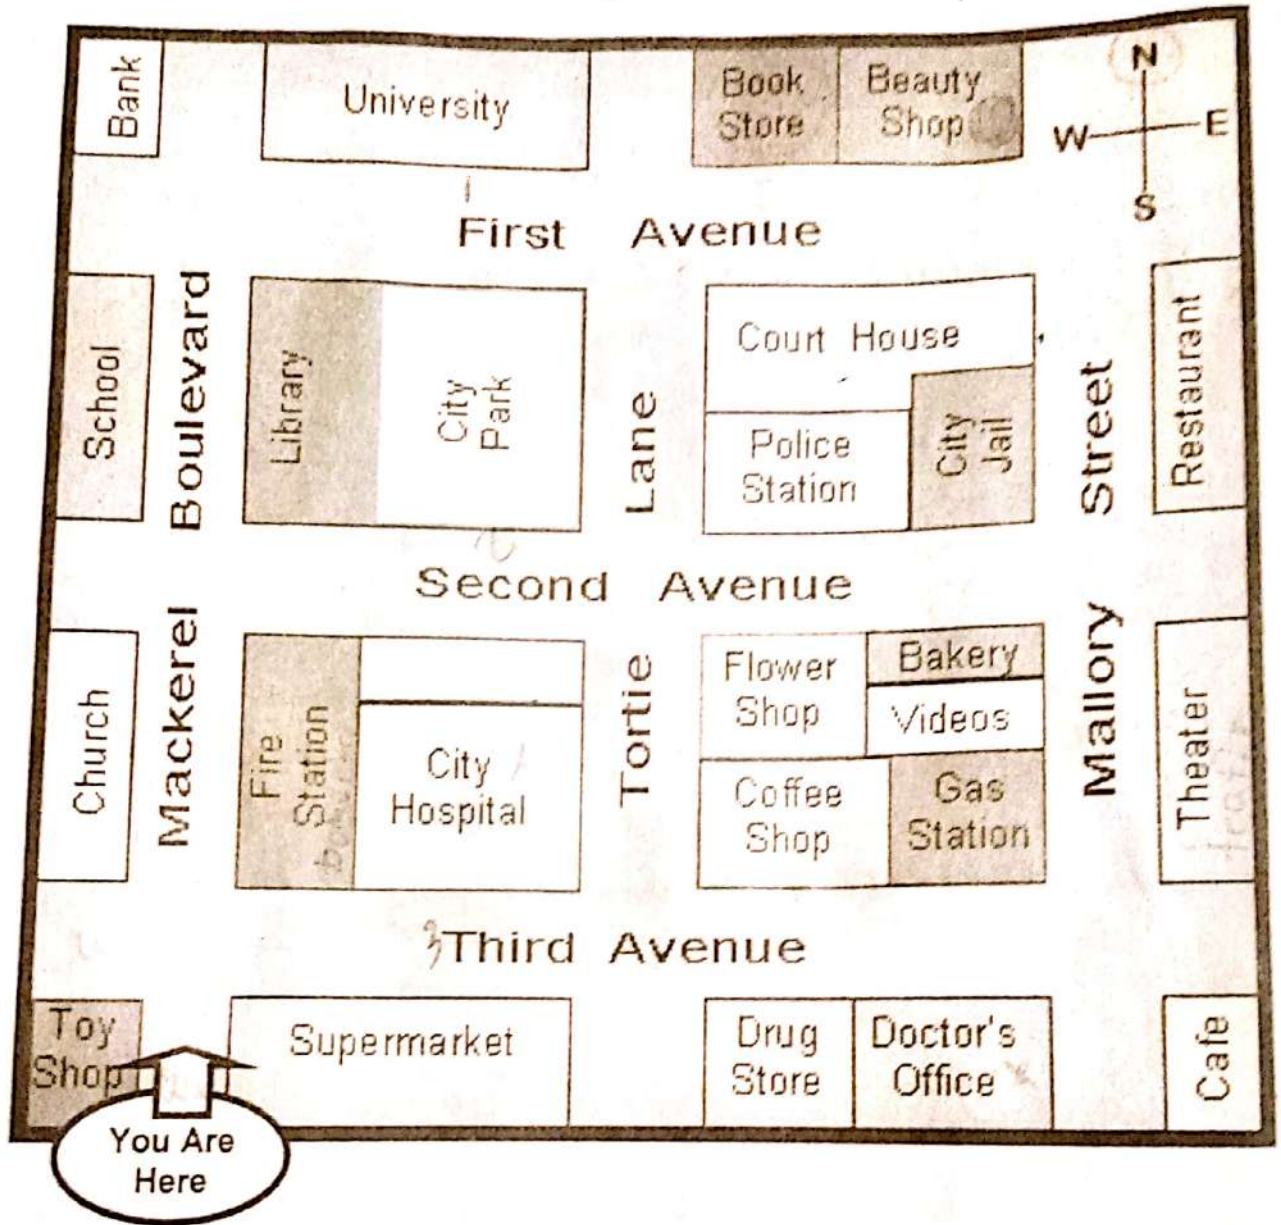 Bank
University
Book
Store
Beauty
Shop
N
W
E
S
First Avenue
School
Boulevard
Library
City
Park
Lane
Court House
Police
Station
City
Jail
Street
Restaurant
Second Avenue
Church
Mackerel
Fire
Station
City
Hospital
Tortie
Flower
Shop
Bakery
Videos
Coffee
Shop
Gas
Station
Mallory
Theater
3
Third Avenue
Toy
Shop
Supermarket
Drug
Store
Doctor's
Office
Cafe
You Are
Here